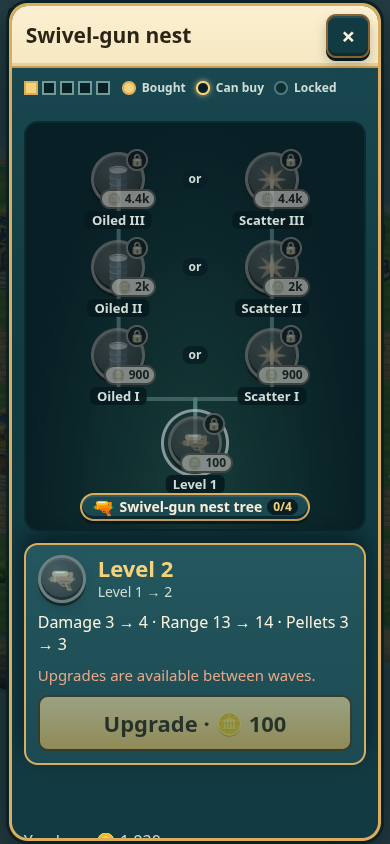 Swivel-gun nest
×
Bought Can buy Locked
4.4k or 4.4k
Oiled III Scatter III
2k or 2k
Oiled II Scatter II
900 or 900
Oiled I Scatter I
100
Level 1
Swivel-gun nest tree 0/4
Level 2
Level 1 → 2
Damage 3 → 4 · Range 13 → 14 · Pellets 3
→ 3
Upgrades are available between waves.
Upgrade · 100